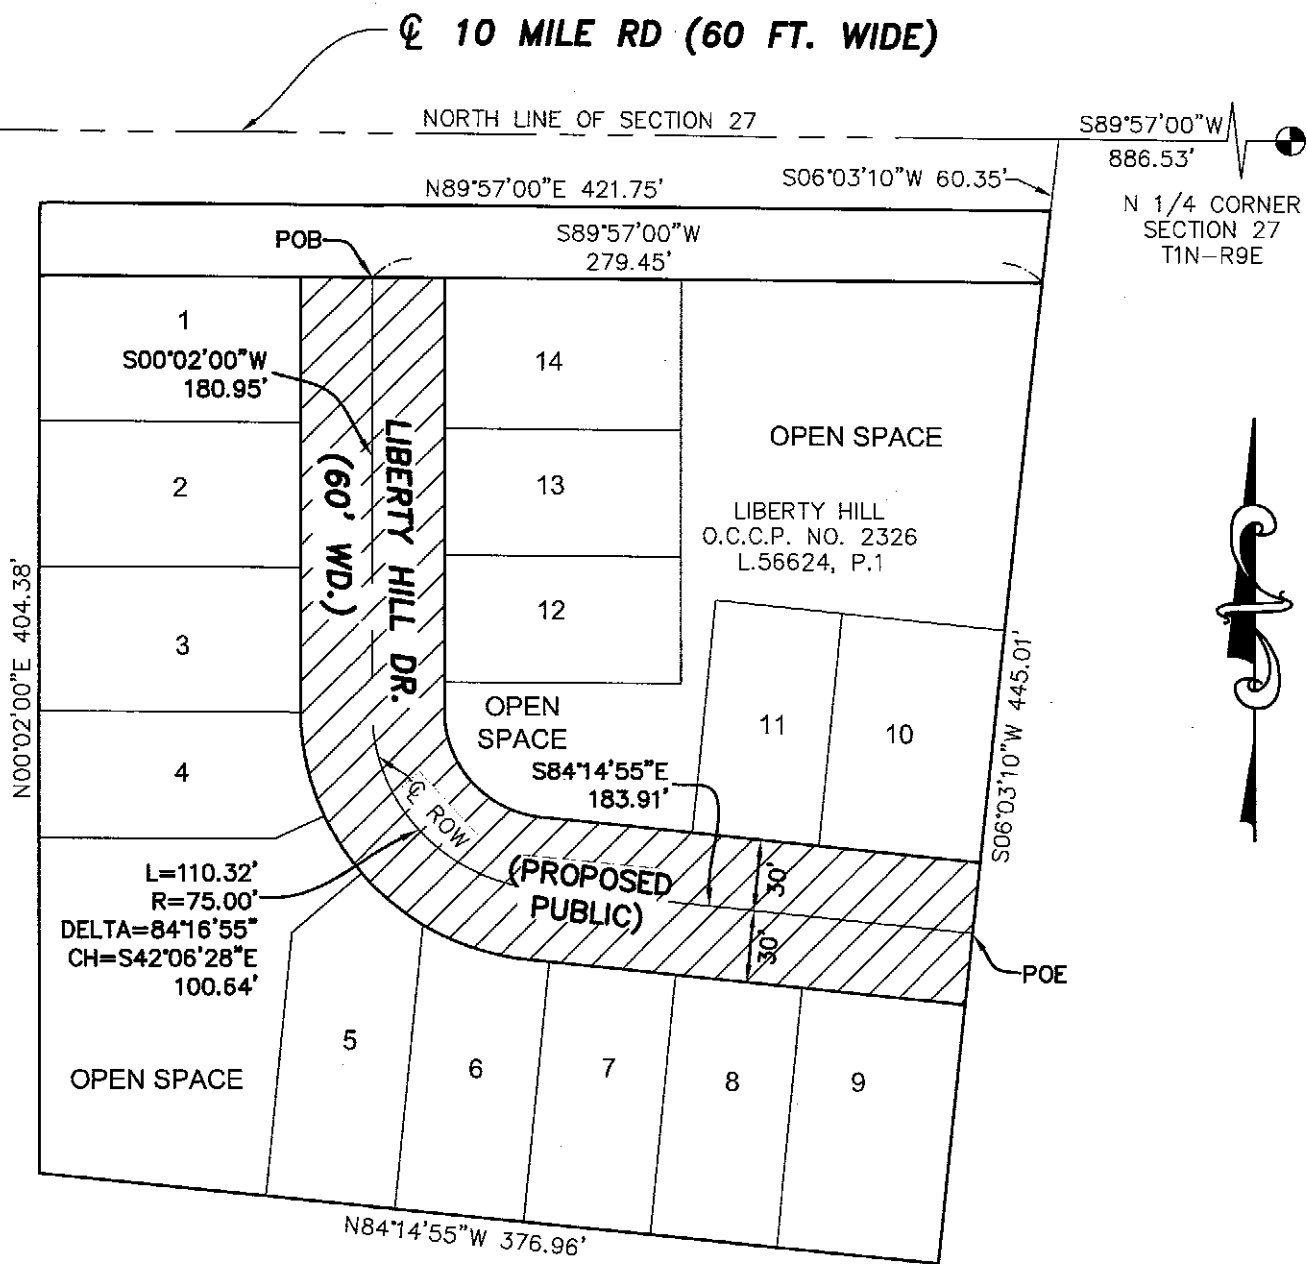 ℄ 10 MILE RD (60 FT. WIDE)
NORTH LINE OF SECTION 27
S89°57'00"W
886.53'
N 1/4 CORNER
SECTION 27
T1N-R9E
S06°03'10"W 60.35'
N89°57'00"E 421.75'
POB
S89°57'00"W
279.45'
1
S00°02'00"W
180.95'
14
2
LIBERTY HILL DR.
(60' WD.)
13
OPEN SPACE
LIBERTY HILL
O.C.C.P. NO. 2326
L.56624, P.1
N00°02'00"E 404.38'
3
12
4
OPEN
SPACE
11
10
S06°03'10"W 445.01'
S84°14'55"E
183.91'
℄ ROW
(PROPOSED
PUBLIC)
30'
30'
POE
L=110.32'
R=75.00'
DELTA=84°16'55"
CH=S42°06'28"E
100.64'
OPEN SPACE
5
6
7
8
9
N84°14'55"W 376.96'